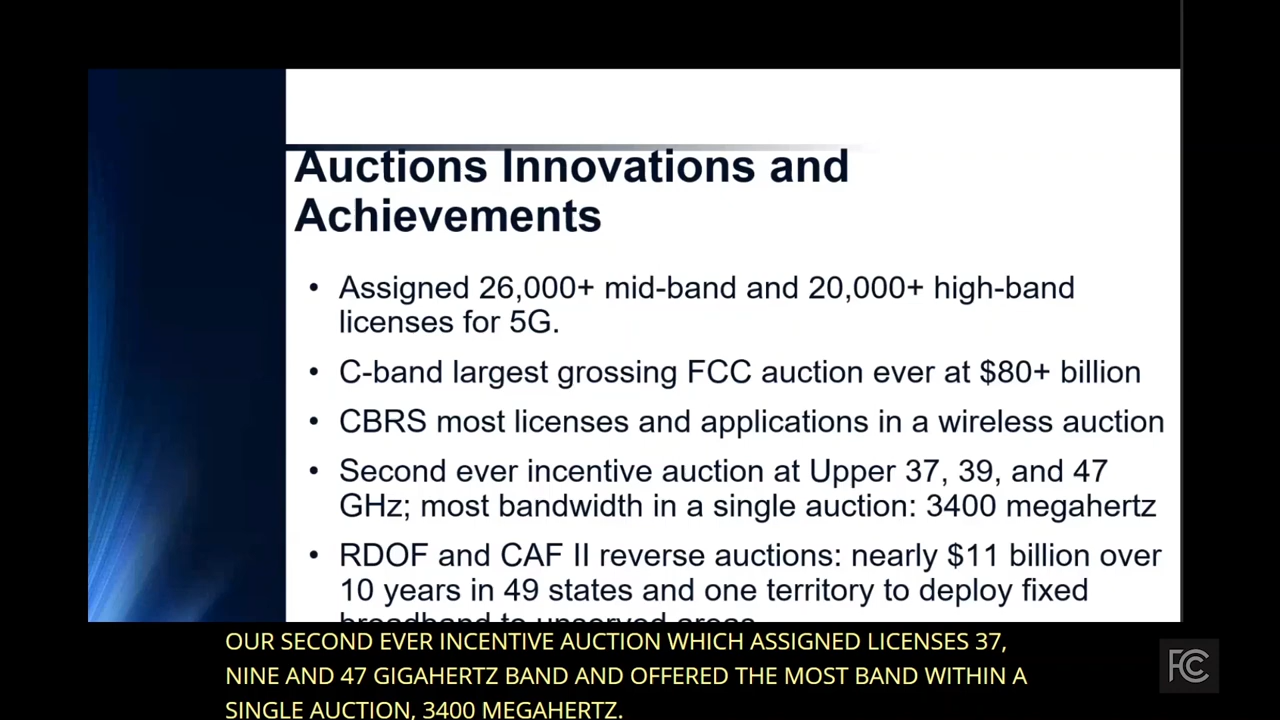 Auctions Innovations and
Achievements
• Assigned 26,000+ mid-band and 20,000+ high-band
licenses for 5G.
• C-band largest grossing FCC auction ever at $80+ billion
• CBRS most licenses and applications in a wireless auction
• Second ever incentive auction at Upper 37, 39, and 47
GHz; most bandwidth in a single auction: 3400 megahertz
• RDOF and CAF II reverse auctions: nearly $11 billion over
10 years in 49 states and one territory to deploy fixed
broadband to unserved areas
OUR SECOND EVER INCENTIVE AUCTION WHICH ASSIGNED LICENSES 37,
NINE AND 47 GIGAHERTZ BAND AND OFFERED THE MOST BAND WITHIN A
SINGLE AUCTION, 3400 MEGAHERTZ.
FCC